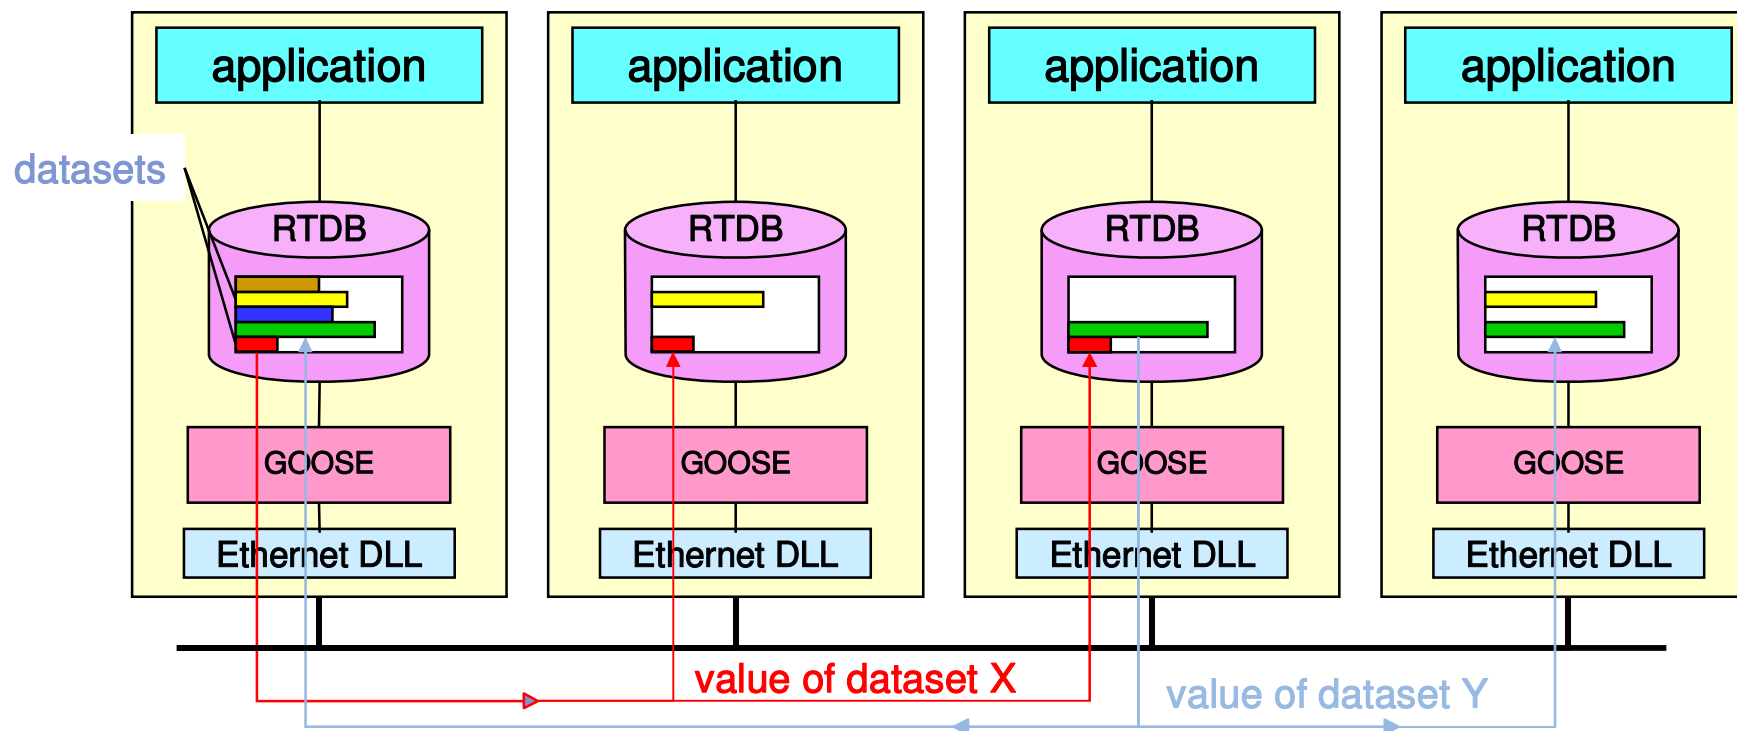 application
application
application
application
datasets
RTDB
RTDB
RTDB
RTDB
GOOSE
GOOSE
GOOSE
GOOSE
Ethernet DLL
Ethernet DLL
Ethernet DLL
Ethernet DLL
value of dataset X
value of dataset Y